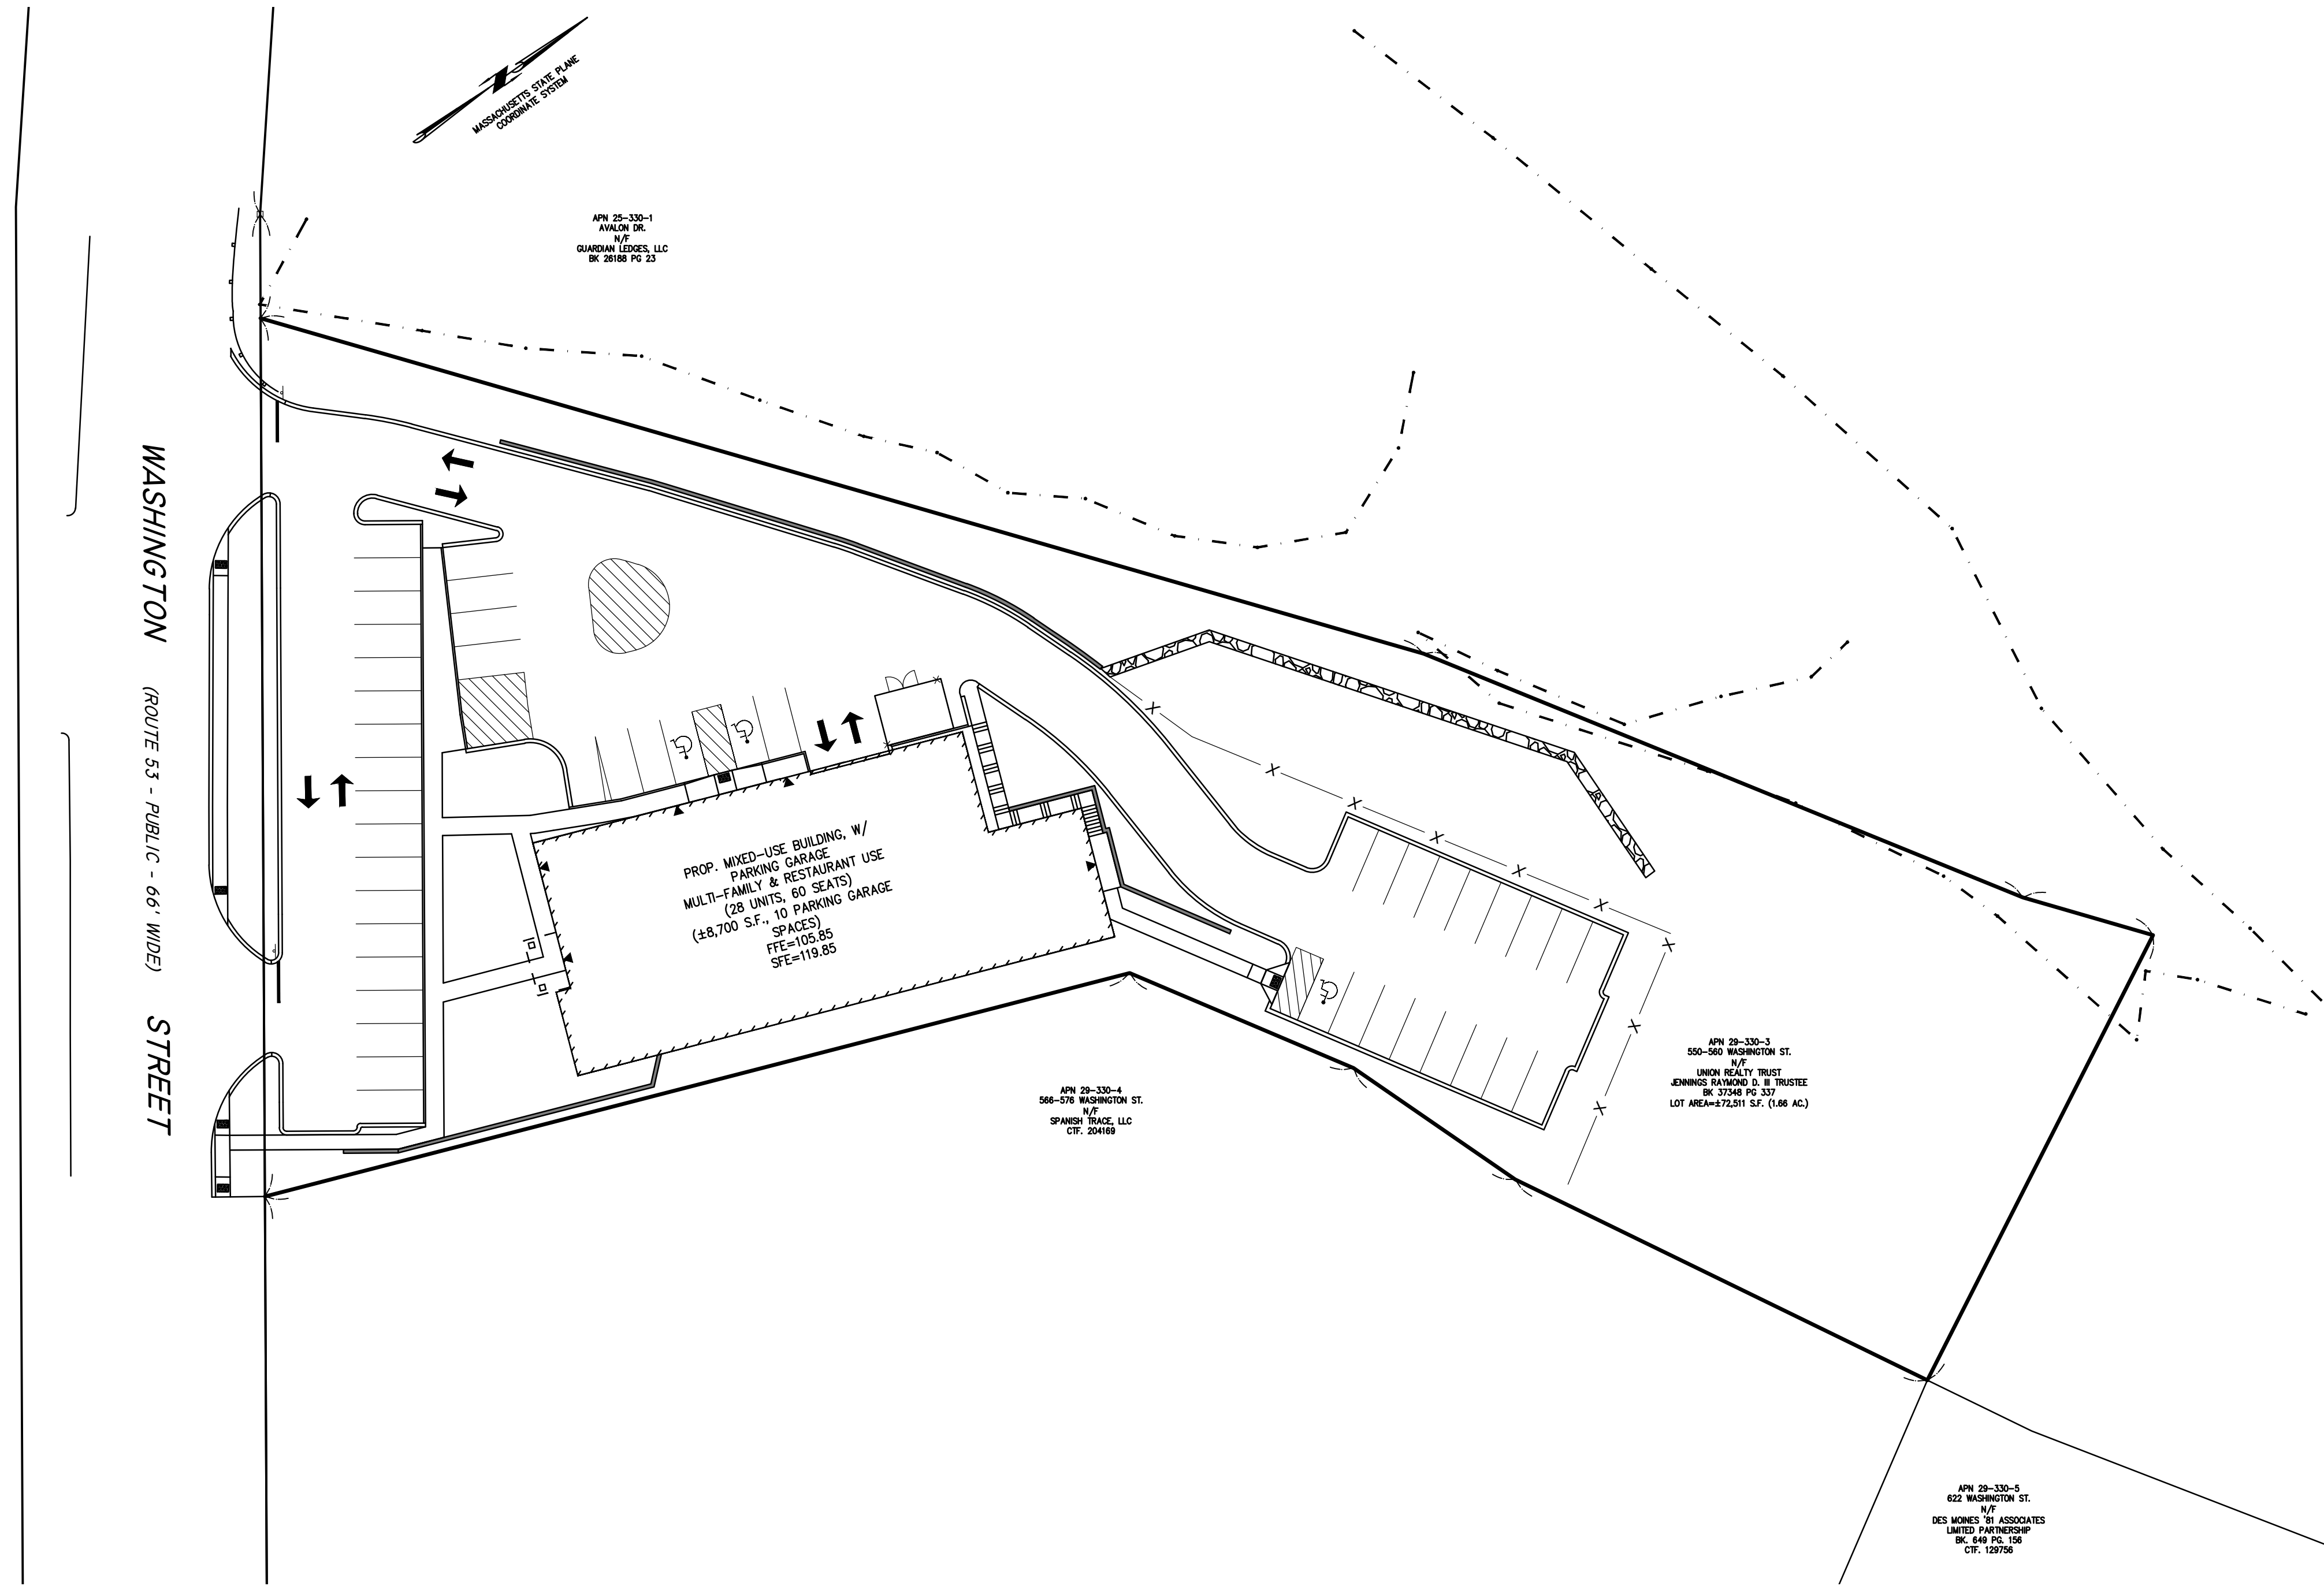 MASSACHUSETTS STATE PLANE
COORDINATE SYSTEM
APN 25-330-1
AVALON DR.
N/F
GUARDIAN LEDGES, LLC
BK 26188 PG 23
WASHINGTON (ROUTE 53 - PUBLIC - 66' WIDE) STREET
PROP. MIXED-USE BUILDING, W/
PARKING GARAGE
MULTI-FAMILY & RESTAURANT USE
(28 UNITS, 60 SEATS)
(±8,700 S.F., 10 PARKING GARAGE
SPACES)
FFE=105.85
SFE=119.85
APN 29-330-3
550-560 WASHINGTON ST.
N/F
UNION REALTY TRUST
JENNINGS RAYMOND D. III TRUSTEE
BK 37348 PG 337
LOT AREA=±72,511 S.F. (1.66 AC.)
APN 29-330-4
566-576 WASHINGTON ST.
N/F
SPANISH TRACE, LLC
CTF. 204169
APN 29-330-5
622 WASHINGTON ST.
N/F
DES MOINES '81 ASSOCIATES
LIMITED PARTNERSHIP
BK. 649 PG. 156
CTF. 129756